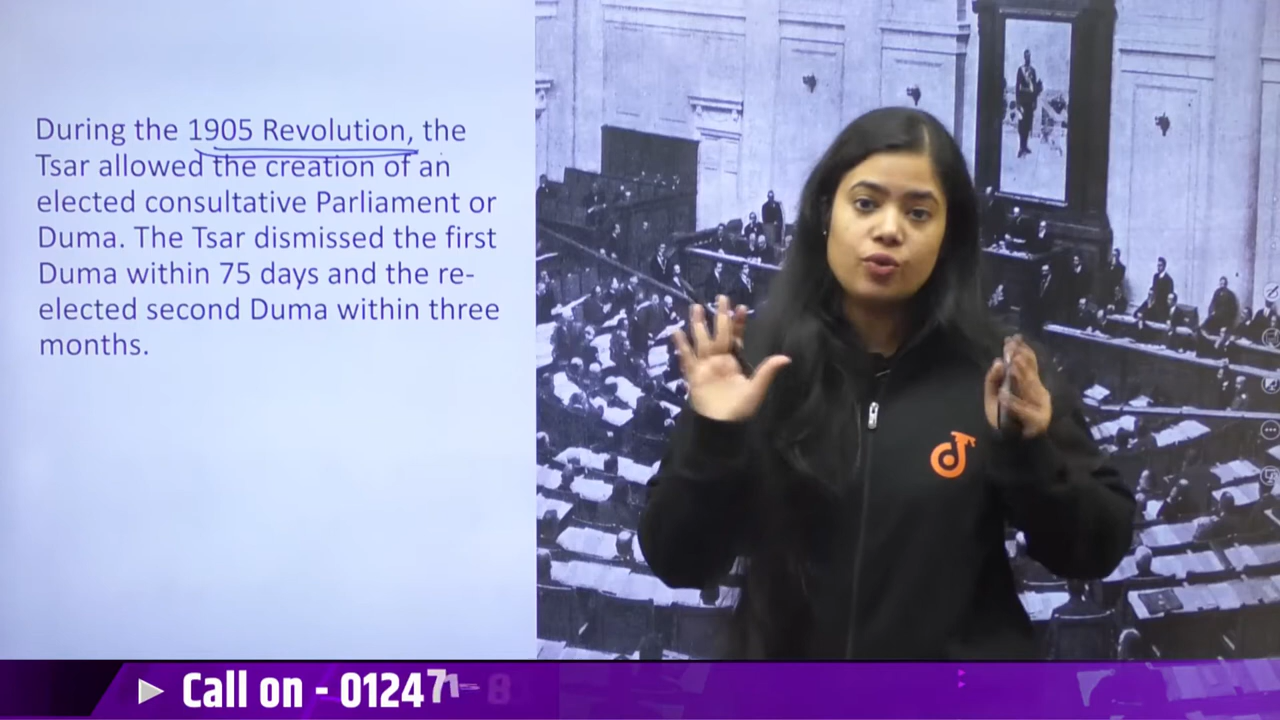 During the 1905 Revolution, the
Tsar allowed the creation of an
elected consultative Parliament or
Duma. The Tsar dismissed the first
Duma within 75 days and the re-
elected second Duma within three
months.
Call on - 01247